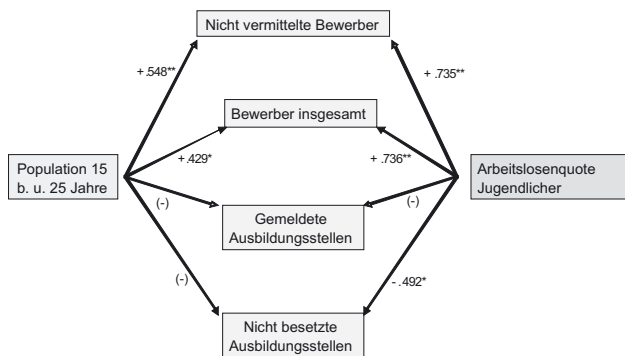 Nicht vermittelte Bewerber
+ .548**
+ .735**
Bewerber insgesamt
+.429*
+ .736**
Population 15
b. u. 25 Jahre
Arbeitslosenquote
Jugendlicher
(-)
(-)
Gemeldete
Ausbildungsstellen
(-)
- .492*
Nicht besetzte
Ausbildungsstellen